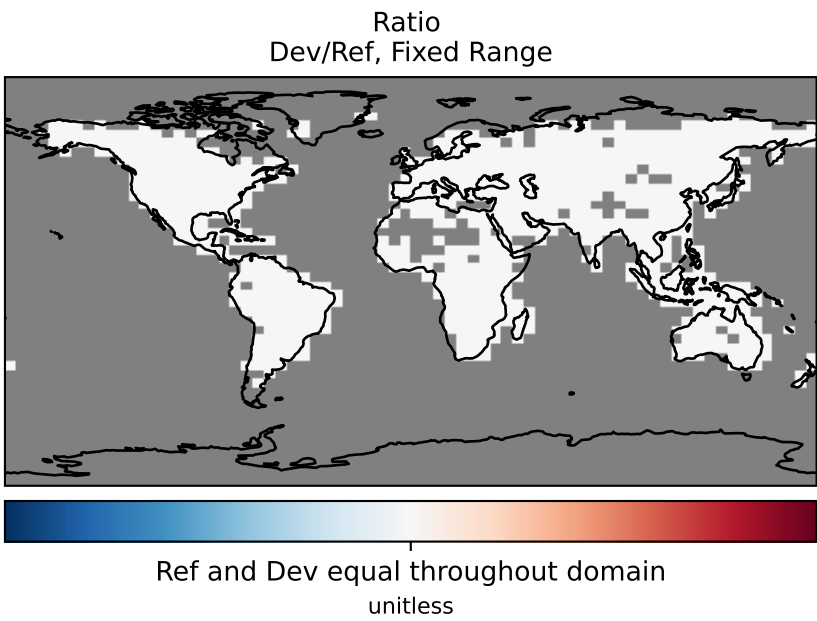 Ratio
Dev/Ref, Fixed Range
Ref and Dev equal throughout domain
unitless